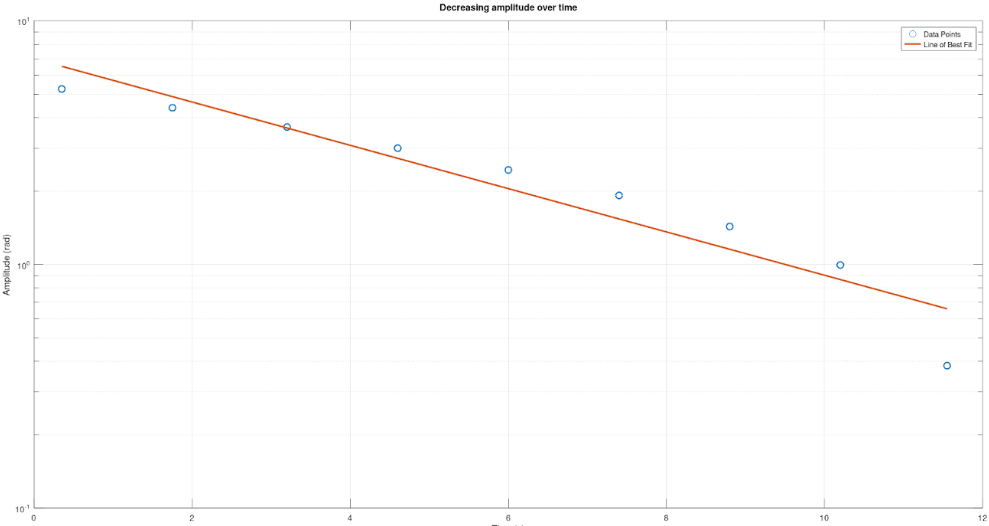 Decreasing amplitude over time
10^1
Data Points
Line of Best Fit
Amplitude (rad)
10^0
10^-1
0 2 4 6 8 10 12